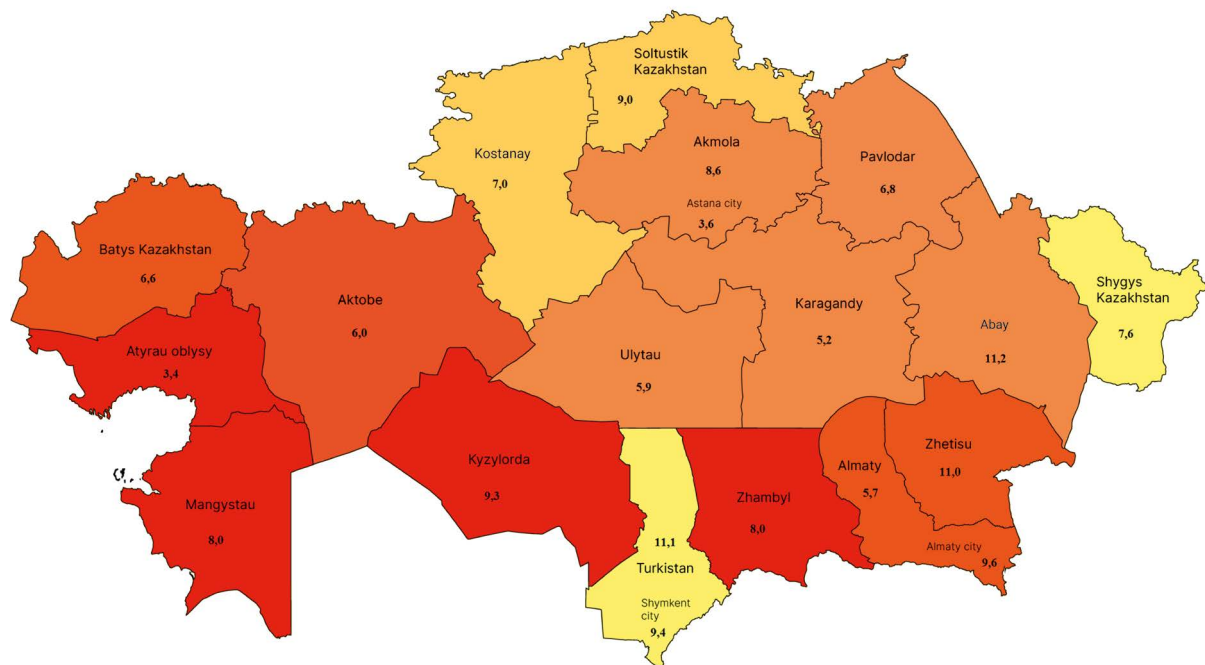 Soltustik
Kazakhstan
9,0
Akmola
8,6
Astana city
3,6
Kostanay
7,0
Pavlodar
6,8
Batys Kazakhstan
6,6
Aktobe
6,0
Atyrau oblysy
3,4
Ulytau
5,9
Karagandy
5,2
Abay
11,2
Shygys
Kazakhstan
7,6
Mangystau
8,0
Kyzylorda
9,3
11,1
Turkistan
Shymkent
city
9,4
Zhambyl
8,0
Almaty
5,7
Zhetisu
11,0
Almaty city
9,6